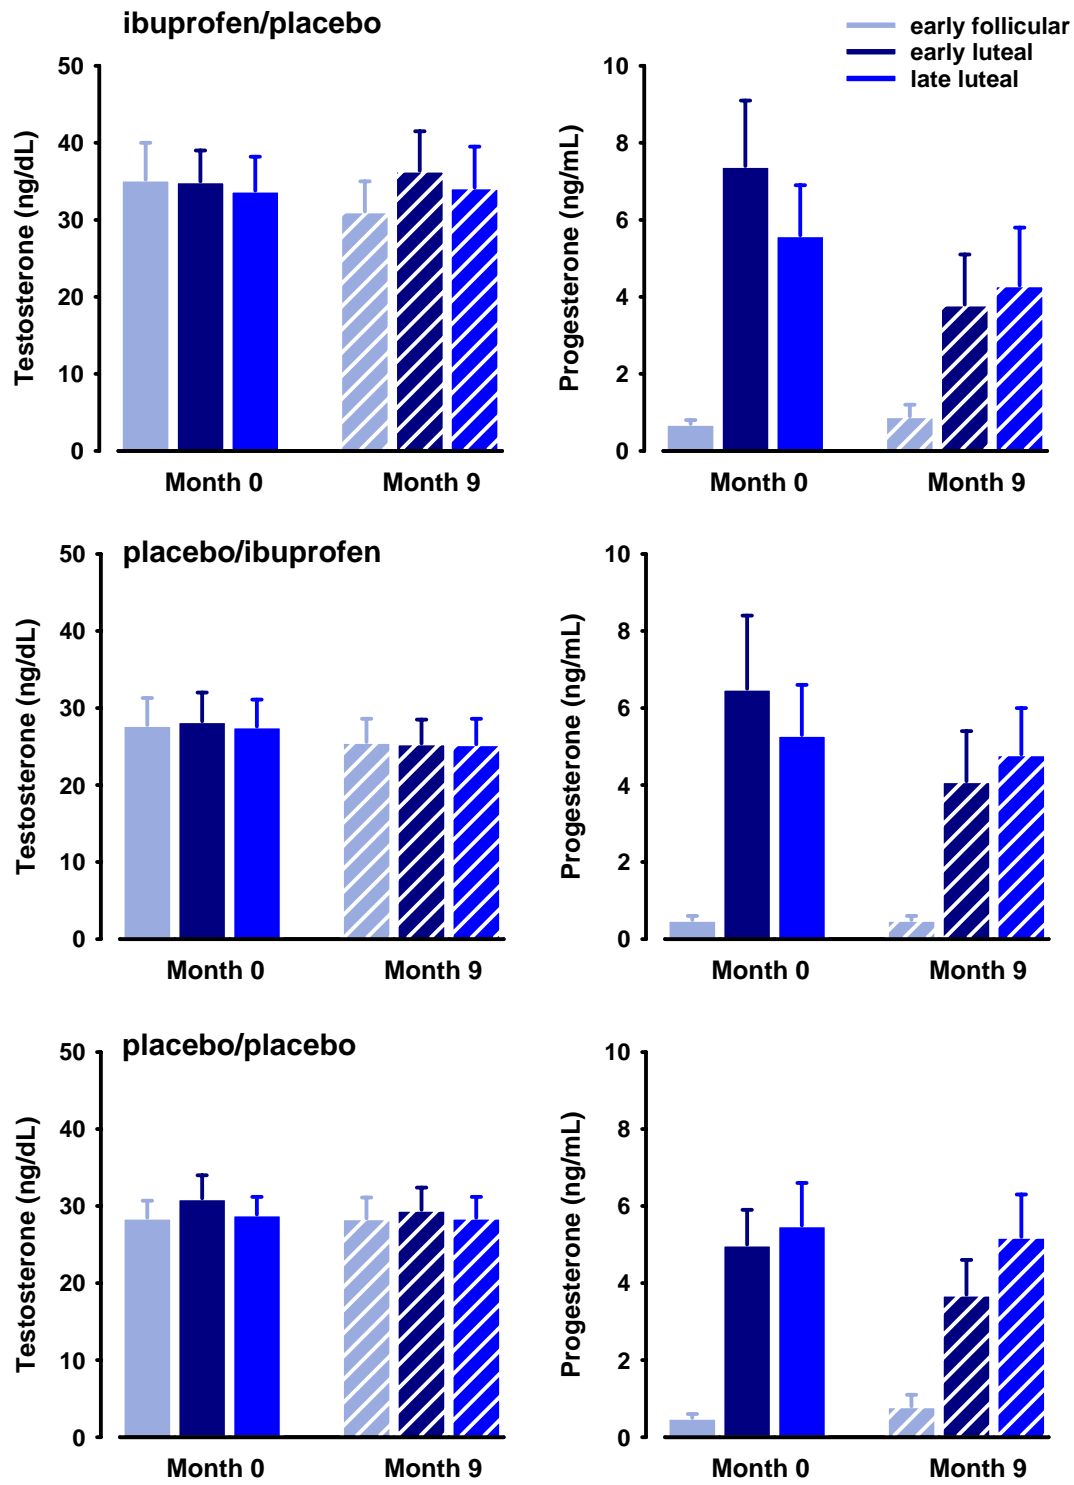 ibuprofen/placebo
early follicular
early luteal
late luteal
Testosterone (ng/dL)
50
40
30
20
10
0
Month 0
Month 9
Progesterone (ng/mL)
10
8
6
4
2
0
Month 0
Month 9
placebo/ibuprofen
Testosterone (ng/dL)
50
40
30
20
10
0
Month 0
Month 9
Progesterone (ng/mL)
10
8
6
4
2
0
Month 0
Month 9
placebo/placebo
Testosterone (ng/dL)
50
40
30
20
10
0
Month 0
Month 9
Progesterone (ng/mL)
10
8
6
4
2
0
Month 0
Month 9